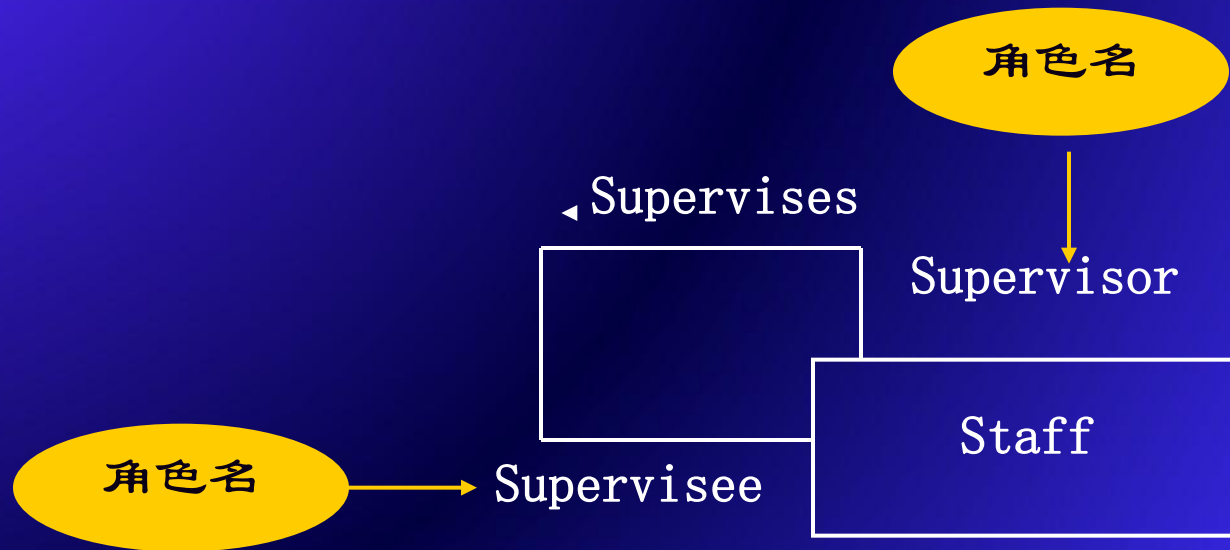 角色名
Supervises
Supervisor
Staff
角色名
Supervisee